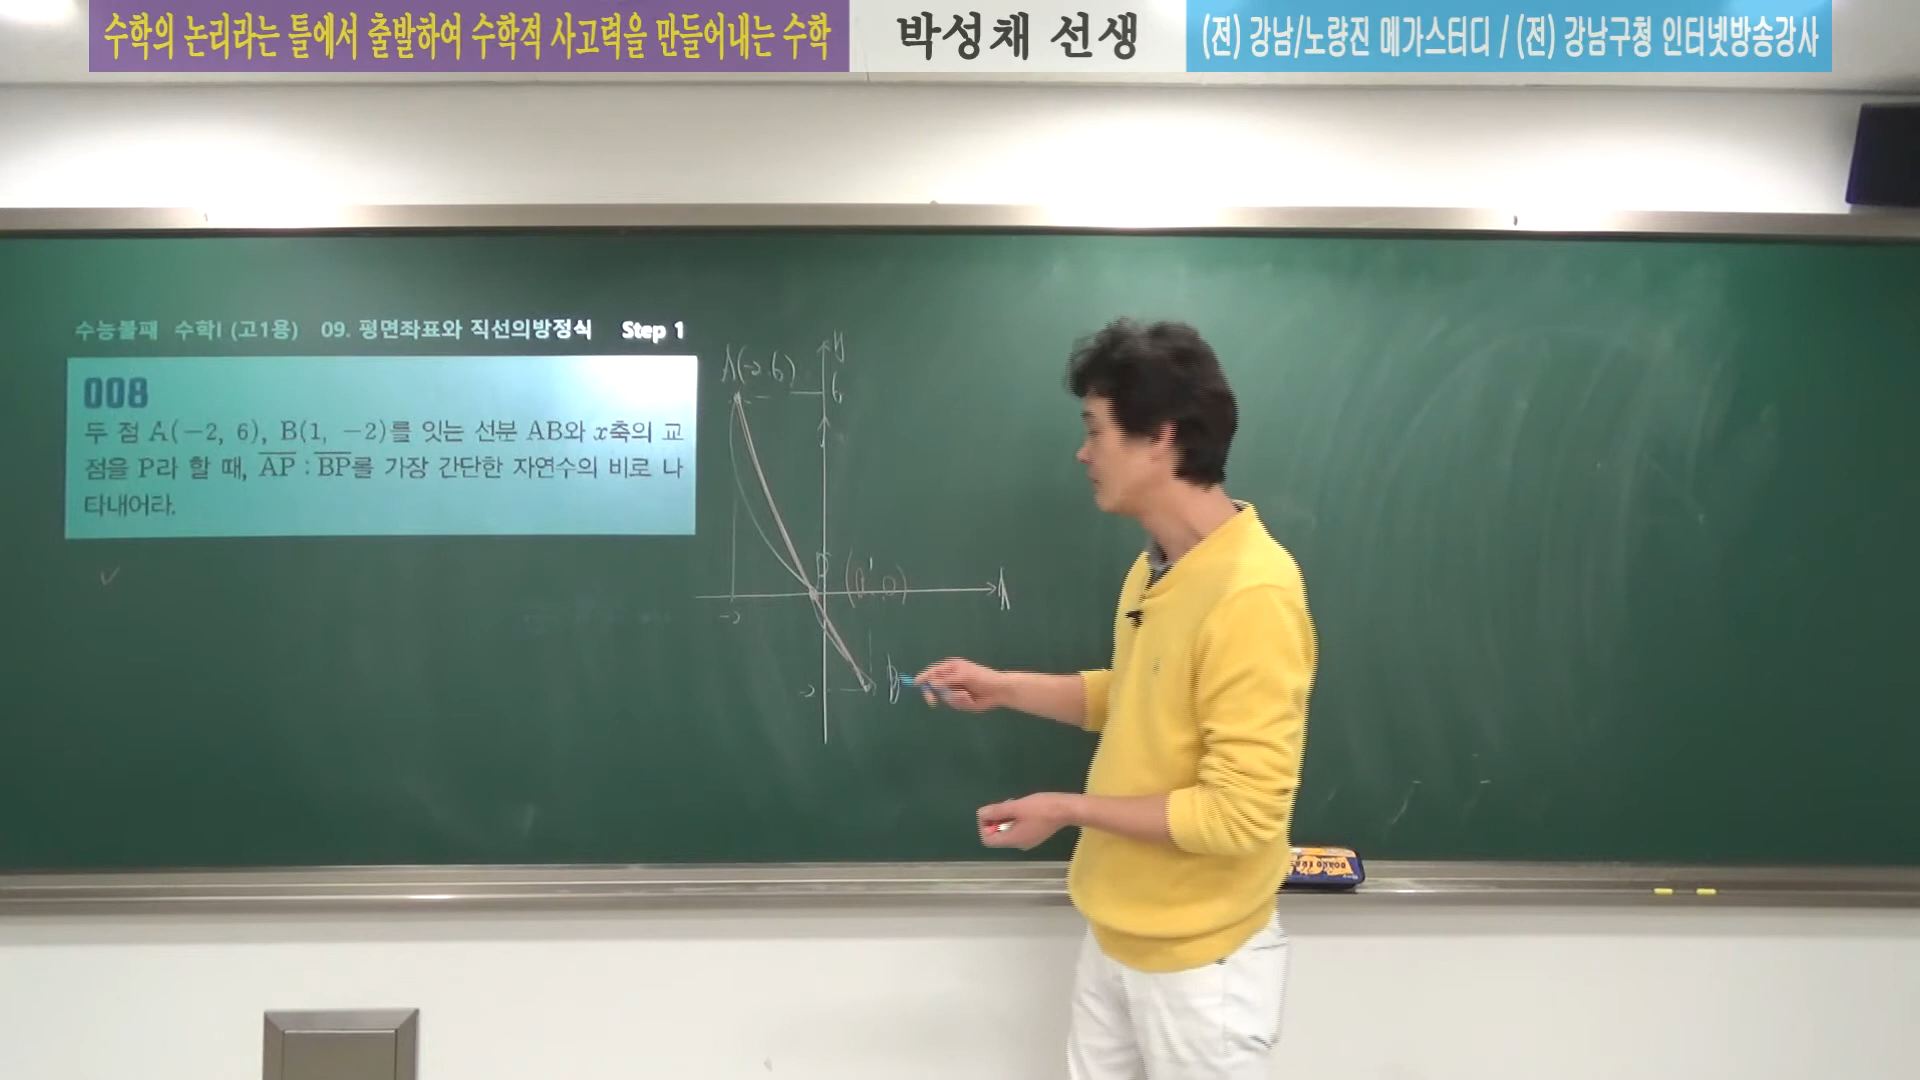 수학의 논리라는 틀에서 출발하여 수학적 사고력을 만들어내는 수학
박성채 선생
(전) 강남/노량진 메가스터디 / (전) 강남구청 인터넷방송강사
수능불패 수학I (고1용) 09. 평면좌표와 직선의방정식 Step 1
008
두 점 A(−2, 6), B(1, −2)를 잇는 선분 AB와 x축의 교
점을 P라 할 때, A̅P̅ : B̅P̅를 가장 간단한 자연수의 비로 나
타내어라.
A(-2, 6)
y
6
P
(a, 0)
-2
-2
B